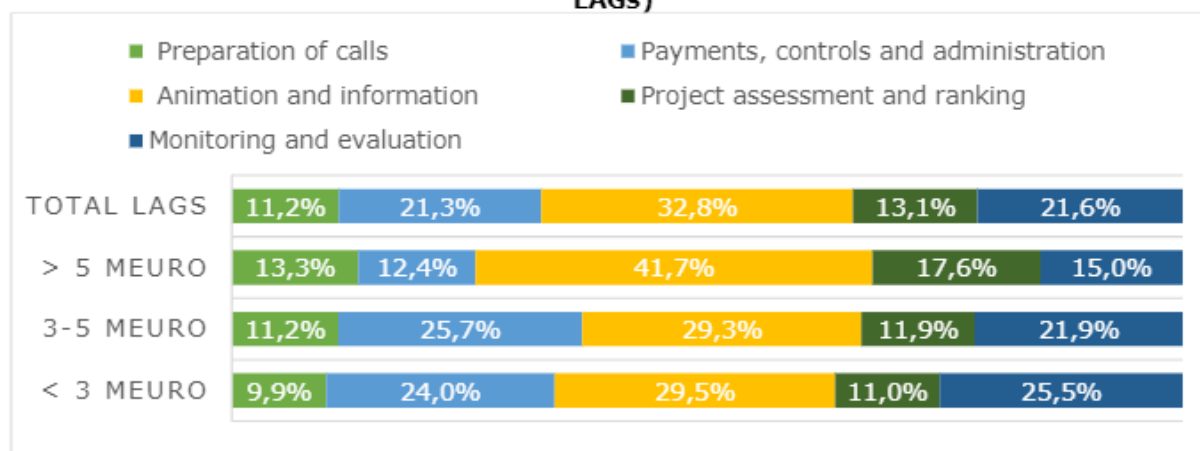 LAGs)
Preparation of calls
Payments, controls and administration
Animation and information
Project assessment and ranking
Monitoring and evaluation
TOTAL LAGS 11,2% 21,3% 32,8% 13,1% 21,6%
> 5 MEURO 13,3% 12,4% 41,7% 17,6% 15,0%
3-5 MEURO 11,2% 25,7% 29,3% 11,9% 21,9%
< 3 MEURO 9,9% 24,0% 29,5% 11,0% 25,5%